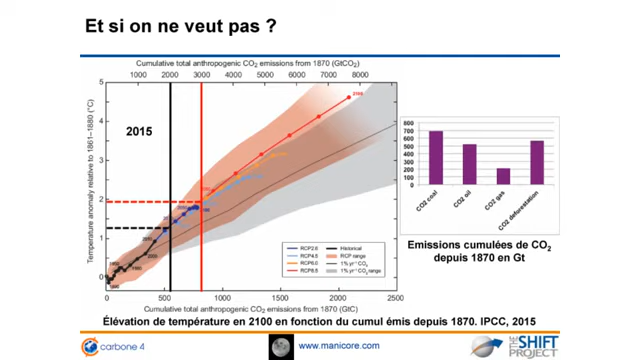 Et si on ne veut pas ?
Cumulative total anthropogenic CO2 emissions from 1870 (GtCO2)
1000 2000 3000 4000 5000 6000 7000 8000
Temperature anomaly relative to 1861–1880 (°C)
5
4
3
2
1
0
2015
2100
RCP2.6
RCP4.5
RCP6.0
RCP8.5
Historical
RCP range
1% yr⁻¹ CO2
1% yr⁻¹ CO2 range
0 500 1000 1500 2000 2500
Cumulative total anthropogenic CO2 emissions from 1870 (GtC)
800
700
600
500
400
300
200
100
0
CO2 coal
CO2 oil
CO2 gas
CO2 deforestation
Emissions cumulées de CO2
depuis 1870 en Gt
Élévation de température en 2100 en fonction du cumul émis depuis 1870. IPCC, 2015
carbone 4
www.manicore.com
THE SHIFT
PROJECT